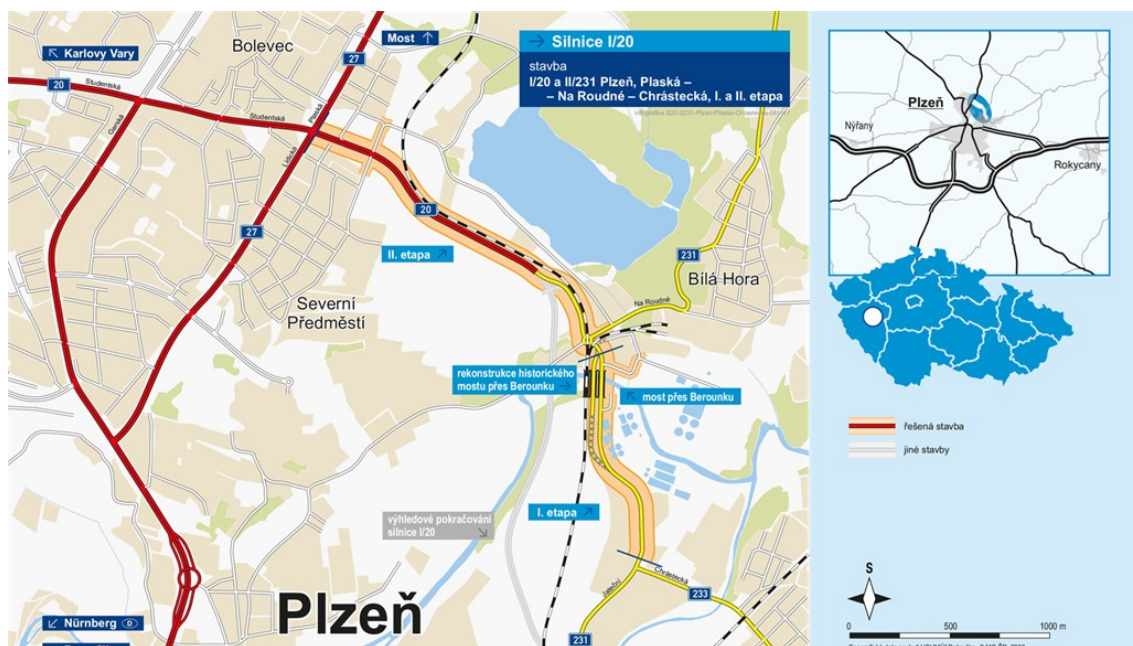 Karlovy Vary
Bolevec
Most
27
20
Studentská
Gerská
Studentská
Plaská
Lidická
→ Silnice I/20
stavba
I/20 a II/231 Plzeň, Plaská –
– Na Roudné – Chrástecká, I. a II. etapa
20
27
II. etapa
231
Bílá Hora
Na Roudné
Severní
Předměstí
rekonstrukce historického
mostu přes Berounku
most přes Berounku
I. etapa
výhledové pokračování
silnice I/20
Jateční
Chrástecká
233
231
Plzeň
Nürnberg D
Plzeň
Nýřany
Rokycany
řešená stavba
jiné stavby
S
0
500
1000 m